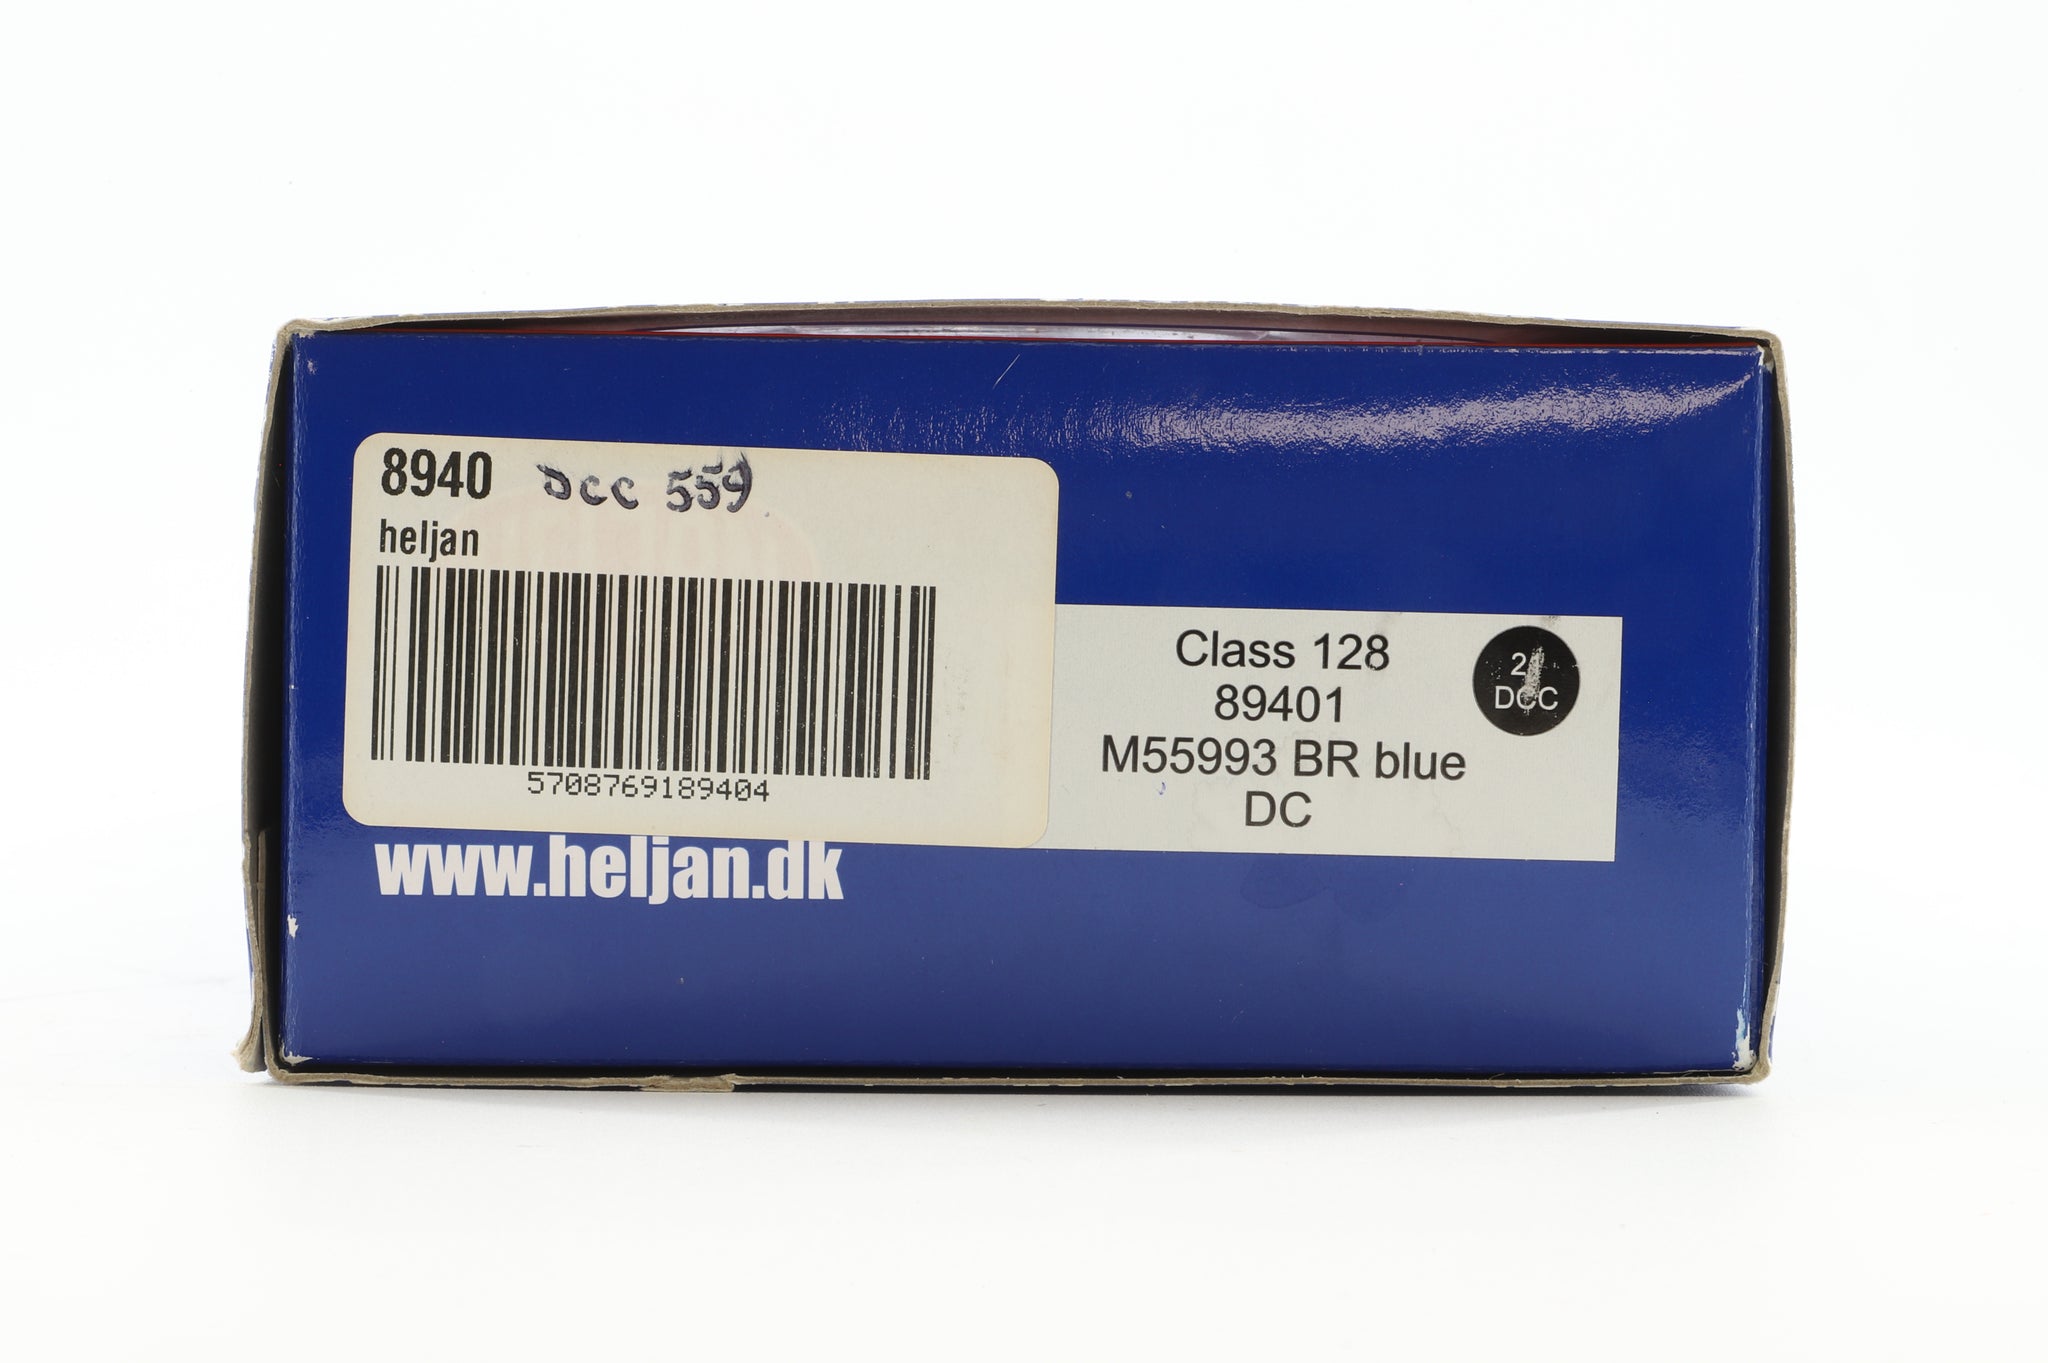 8940 DCC 559
heljan
5708769189404
www.heljan.dk
Class 128
89401
M55993 BR blue
DC
DCC